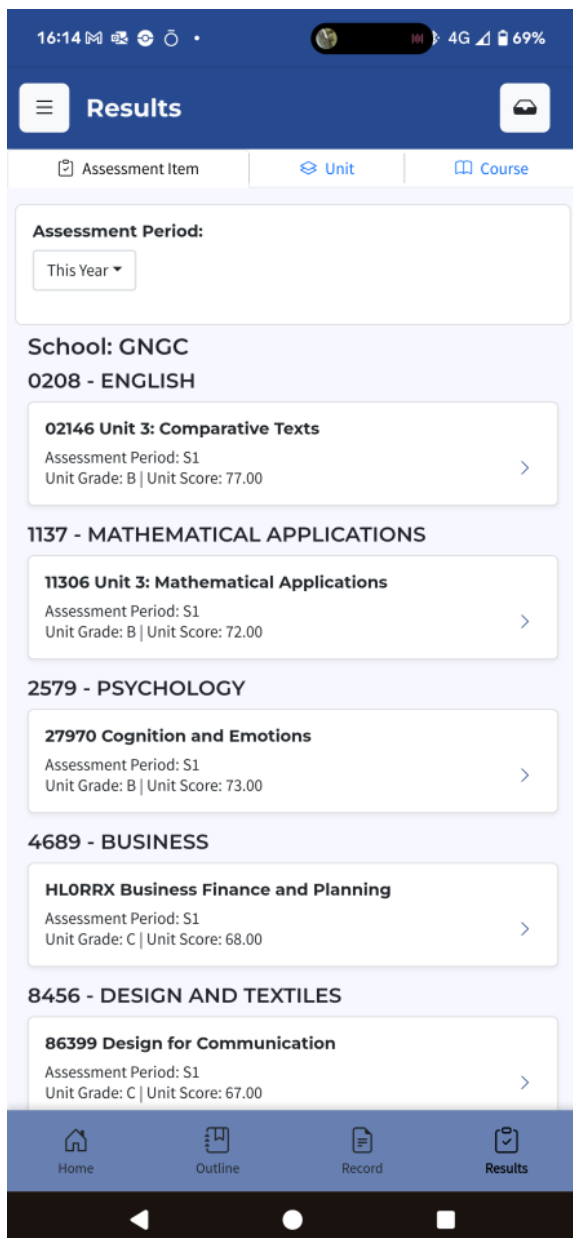 16:14 4G 69%
Results
Assessment Item Unit Course
Assessment Period:
This Year
School: GNGC
0208 - ENGLISH
02146 Unit 3: Comparative Texts
Assessment Period: S1
Unit Grade: B | Unit Score: 77.00
1137 - MATHEMATICAL APPLICATIONS
11306 Unit 3: Mathematical Applications
Assessment Period: S1
Unit Grade: B | Unit Score: 72.00
2579 - PSYCHOLOGY
27970 Cognition and Emotions
Assessment Period: S1
Unit Grade: B | Unit Score: 73.00
4689 - BUSINESS
HL0RRX Business Finance and Planning
Assessment Period: S1
Unit Grade: C | Unit Score: 68.00
8456 - DESIGN AND TEXTILES
86399 Design for Communication
Assessment Period: S1
Unit Grade: C | Unit Score: 67.00
Home Outline Record Results